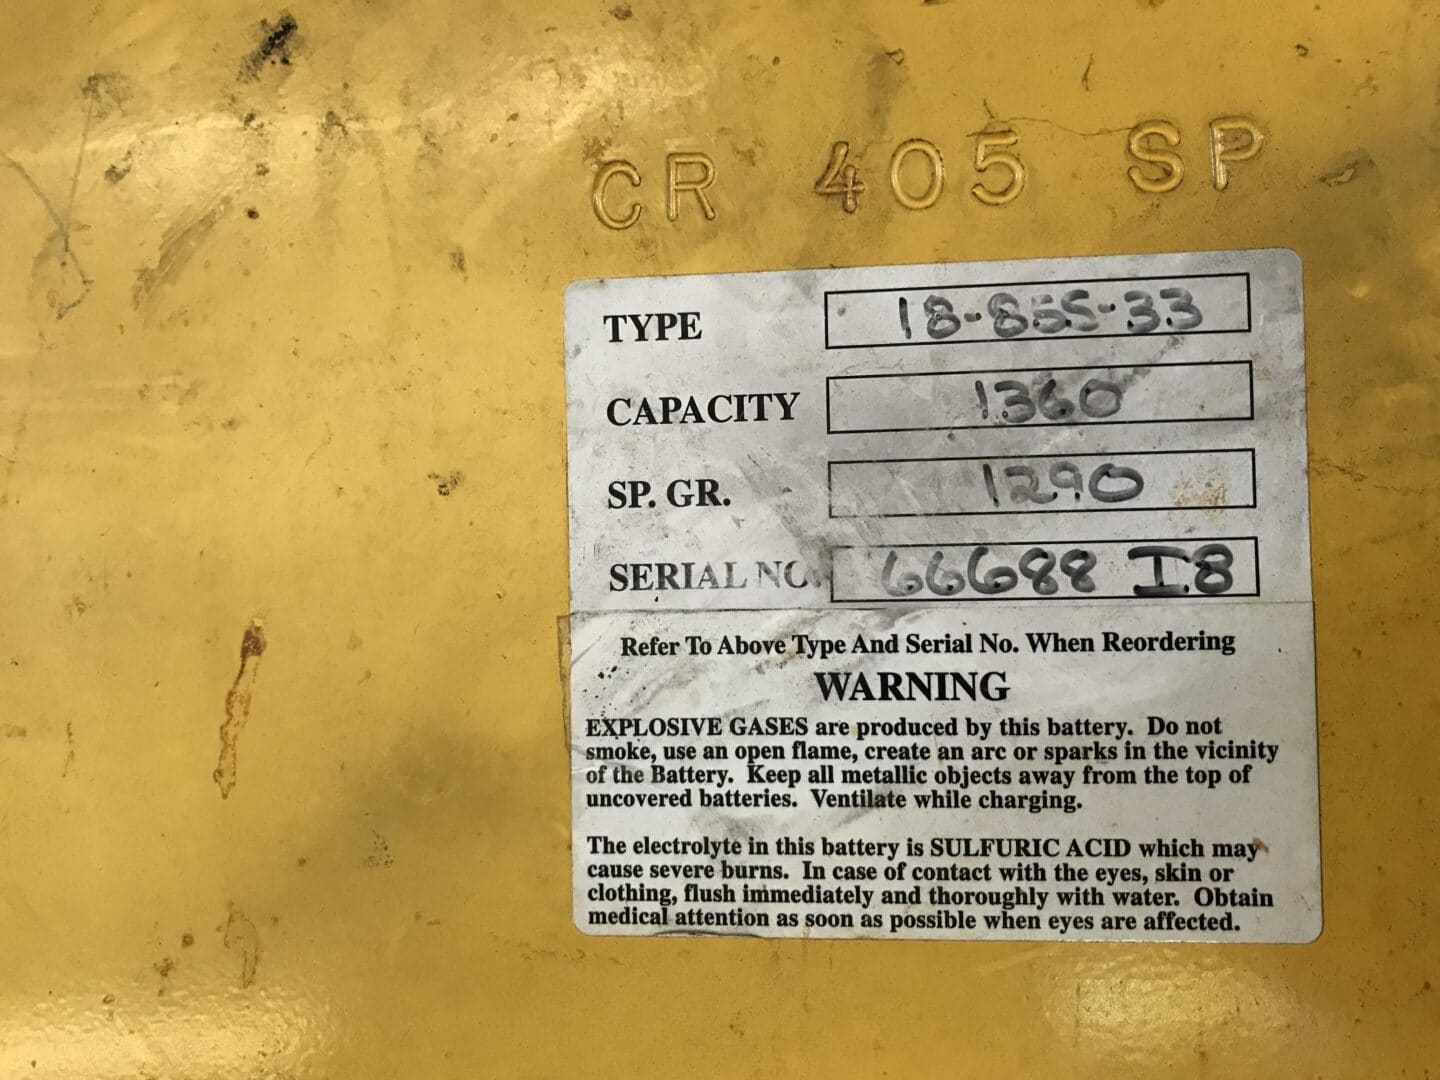 CR 405 SP
TYPE 18-85S-33
CAPACITY 1360
SP. GR. 1290
SERIAL NO. 66688 I8
Refer To Above Type And Serial No. When Reordering
WARNING
EXPLOSIVE GASES are produced by this battery. Do not
smoke, use an open flame, create an arc or sparks in the vicinity
of the Battery. Keep all metallic objects away from the top of
uncovered batteries. Ventilate while charging.
The electrolyte in this battery is SULFURIC ACID which may
cause severe burns. In case of contact with the eyes, skin or
clothing, flush immediately and thoroughly with water. Obtain
medical attention as soon as possible when eyes are affected.